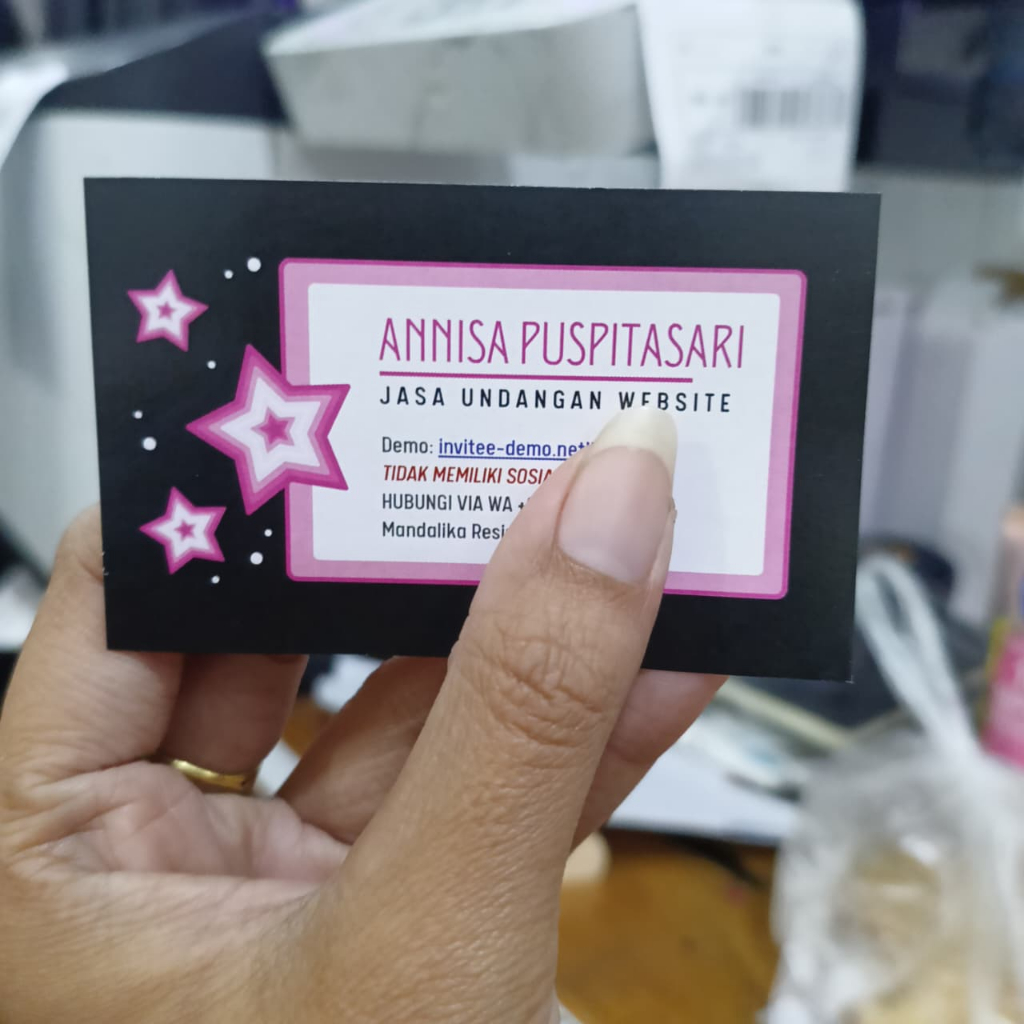 ANNISA PUSPITASARI
JASA UNDANGAN WEBSITE
Demo: invitee-demo.net
TIDAK MEMILIKI
HUBUNGI VIA WA
Mandalika